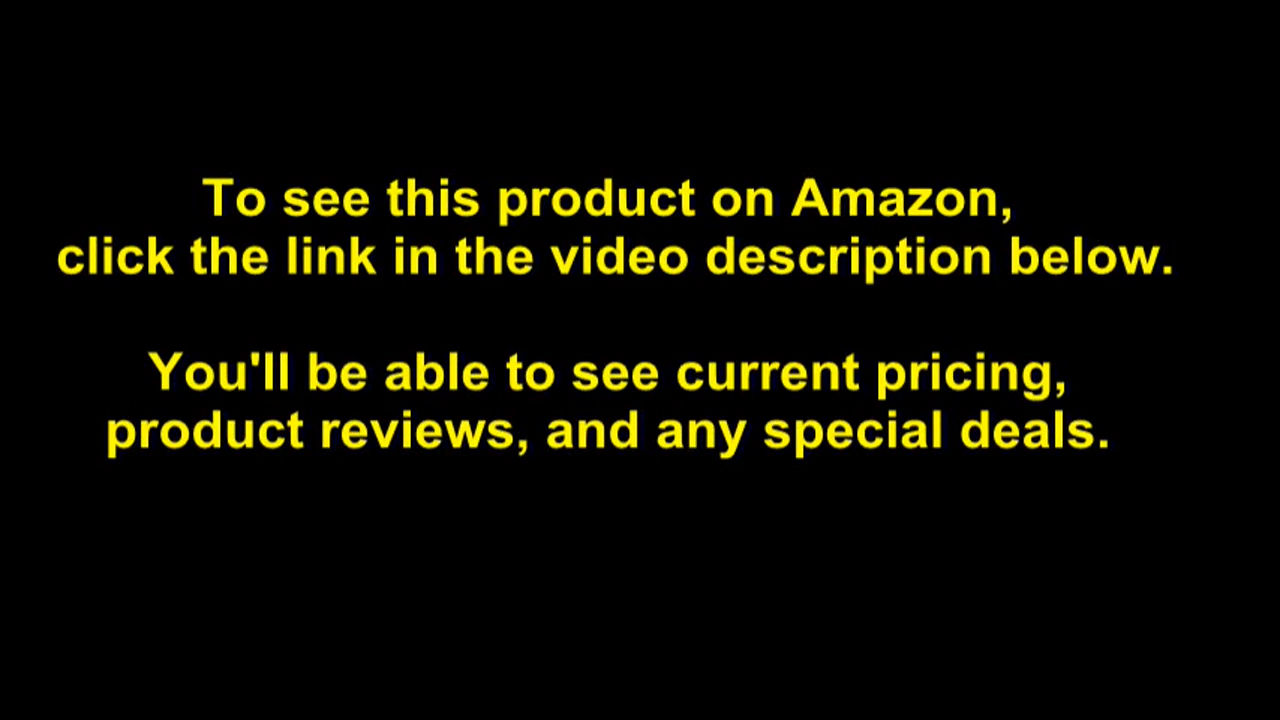 To see this product on Amazon,
click the link in the video description below.
You'll be able to see current pricing,
product reviews, and any special deals.